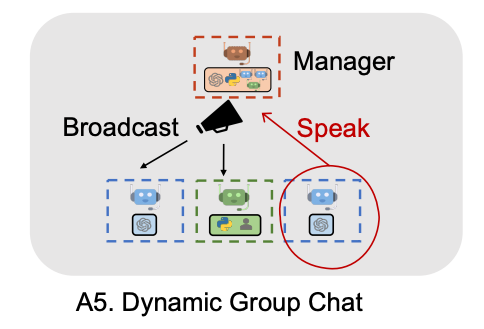 Manager
Broadcast
Speak
A5. Dynamic Group Chat